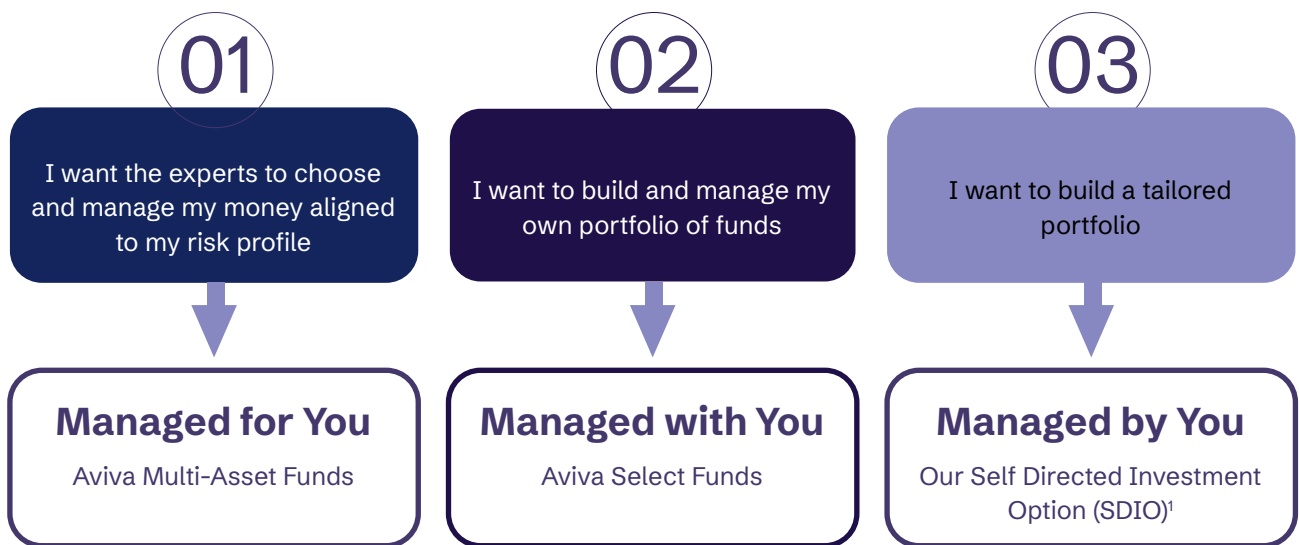 01
I want the experts to choose
and manage my money aligned
to my risk profile
Managed for You
Aviva Multi-Asset Funds
02
I want to build and manage my
own portfolio of funds
Managed with You
Aviva Select Funds
03
I want to build a tailored
portfolio
Managed by You
Our Self Directed Investment
Option (SDIO)¹